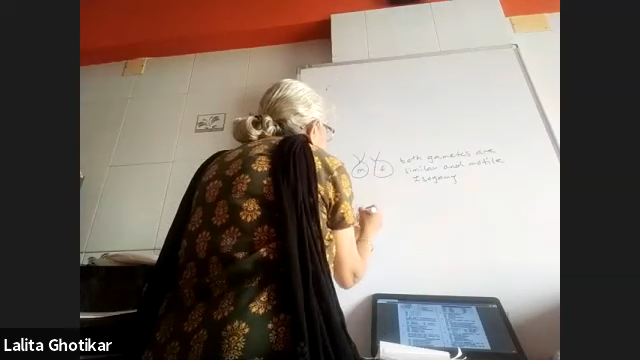 m f both gametes are
similar and motile
Isogamy
Lalita Ghotikar